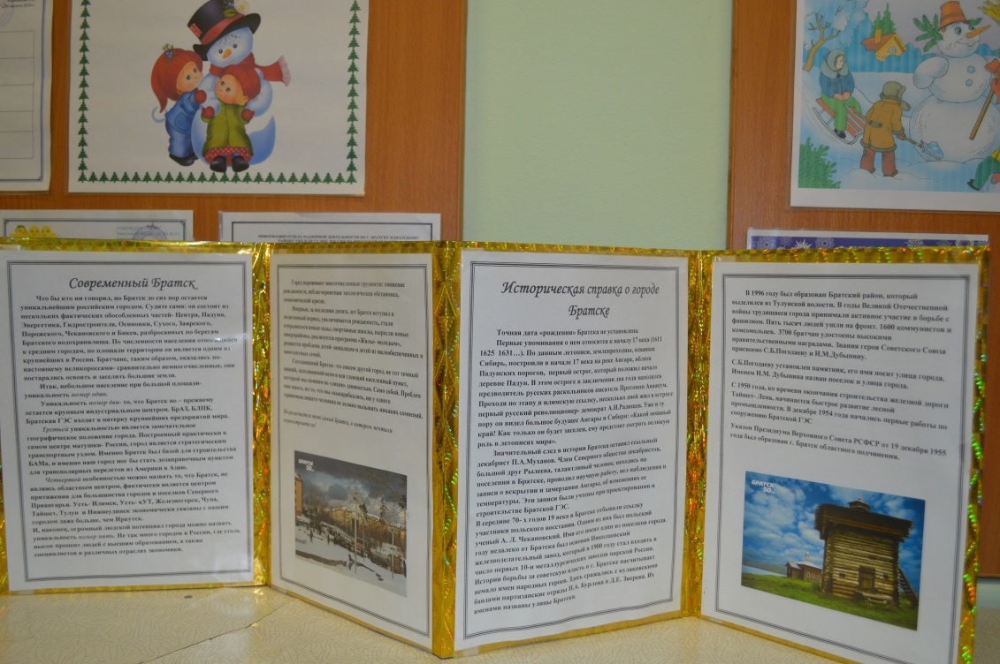 Современный Братск
Что бы кто ни говорил, но Братск до сих пор остается
уникальнейшим российским городом. Судите сами: он состоит из
нескольких фактических обособленных частей- Центра, Падуна,
Энергетика, Гидростроителя, Осиновки, Сухого, Заярского,
Порожского, Чекановского и Бикея, разбросанных по берегам
Братского водохранилища. По численности населения относящейся
к средним городам, по площади территории он является одним из
крупнейших в России. Братчане, таким образом, оказались по-
настоящему великороссами- сравнительно немногочисленные, они
постарались освоить и заселить большие земли.
Итак, небольшое население при большой площади-
уникальность номер один.
Уникальность номер два- то, что Братск по – прежнему
остается крупным индустриальным центром. БрАЗ, БЛПК,
Братская ГЭС входит в пятерку крупнейших предприятий мира.
Третьей уникальностью является замечательное
географическое положение города. Построенный практически в
самом центре матушки- России, город является стратегическим
транспортным узлом. Именно Братск был базой для строительства
БАМа, и именно наш город мог бы стать дозаправочным пунктом
для трансполярных перелетов из Америки в Азию.
Четвертой особенностью можно назвать то, что Братск, не
являясь областным центром, фактически является центром
притяжения для большинства городов и поселков Северного
Приангарья. Усть- Илимск, Усть- кУТ, Железногорск, Чуна,
Тайшет, Тулун и Нижнеудинск экономически связаны с нашим
городом даже больше, чем Иркутск.
И, наконец, огромный людской потенциал города можно назвать
уникальность номер пять. Не так много городов в России, где столь
высок процент людей с высшим образованием, а также
специалистов в различных отраслях экономики.
Город переживает многочисленные трудности: снижение
рождаемости, неблагоприятная экологическая обстановка,
экономический кризис.
Впервые, за последние десять лет Братск вступил в
позитивный период, увеличивается рождаемость, стали
открываться новые сады, спортивные школы, выросли новые
микрорайоны, реализуется программа «Жилье молодым»,
решается проблема детей- инвалидов и детей из малообеспеченных и
многодетных семей.
Сегодняшний Братск- это совсем другой город, не тот темный
который мы помним по «лихим» девяностым. Сама собой. Проблем
БРАТСК
Историческая справка о городе
Братске
Точная дата «рождения» Братска не установлена.
Первые упоминания о нем относятся к началу 17 века (1611
1625 1631…). По данным летописи, землепроходцы, осваивая
Сибирь, построили в начале 17 века на реке Ангаре, вблизи
Падунских порогов, первый острог, который положил начало
деревне Падун. В этом остроге в заключении два года находился
предводитель русских раскольников писатель Протопоп Аввакум.
Проходя по этапу в илимскую ссылку, несколько дней жил в остроге
первый русский революционер- демократ А.Н.Радищев. Уже в ту
пору он видел большое будущее Ангары и Сибири: «Какой мощный
край! Как только он будет заселен, ему предстоит сыграть великую
роль в летописях мира».
Значительный след в истории Братска оставил ссыльный
декабрист П.А.Муханов. Член Северного общества декабристов,
большой друг Рылеева, талантливый человек, находясь на
поселении в Братске, проводил научную работу, вел наблюдения и
записи о вскрытии и замерзании Ангары, об изменениях ее
температуры. Эти записи были учтены при проектировании и
строительстве Братской ГЭС.
В середине 70- х годов 19 века в Братске отбывали ссылку
участники польского восстания. Одним из них был польский
ученый А. Л. Чекановский. Имя его носит один из поселков города.
году недалеко от Братска был основан Николаевский
железоделательный завод, который в 1900 году стал входить в
число первых 10-и металлургических заводов царской России.
История борьбы за советскую власть в г. Братске насчитывает
немало имен народных героев. Здесь сражались с кулаковскими
бандами партизанские отряды П.А. Бурлова и Д.Е. Зверева. Их
именами названы улицы Братска.
В 1996 году был образован Братский район, который
выделился из Тулунской волости. В годы Великой Отечественной
войны трудящиеся города принимали активное участие в борьбе с
фашизмом. Пять тысяч людей ушли на фронт. 1600 коммунистов и
комсомольцев. 3700 братчан удостоены высокими
правительственными наградами. Звания героя Советского Союза
присвоено С.Б.Погодаеву и Н.М.Дубынину.
С.Б.Погодаеву установлен памятник, его имя носит улица города.
Именем Н.М. Дубынина назван поселок и улица города.
С 1950 года, ко времени окончания строительства железной дороги
Тайшет- Лена, начинается быстрое развитие лесной
промышленности. В декабре 1954 года начались первые работы по
сооружению Братской ГЭС
Указом Президиума Верховного Совета РСФСР от 19 декабря 1955
года был образован г. Братск областного подчинения.
БРАТСК